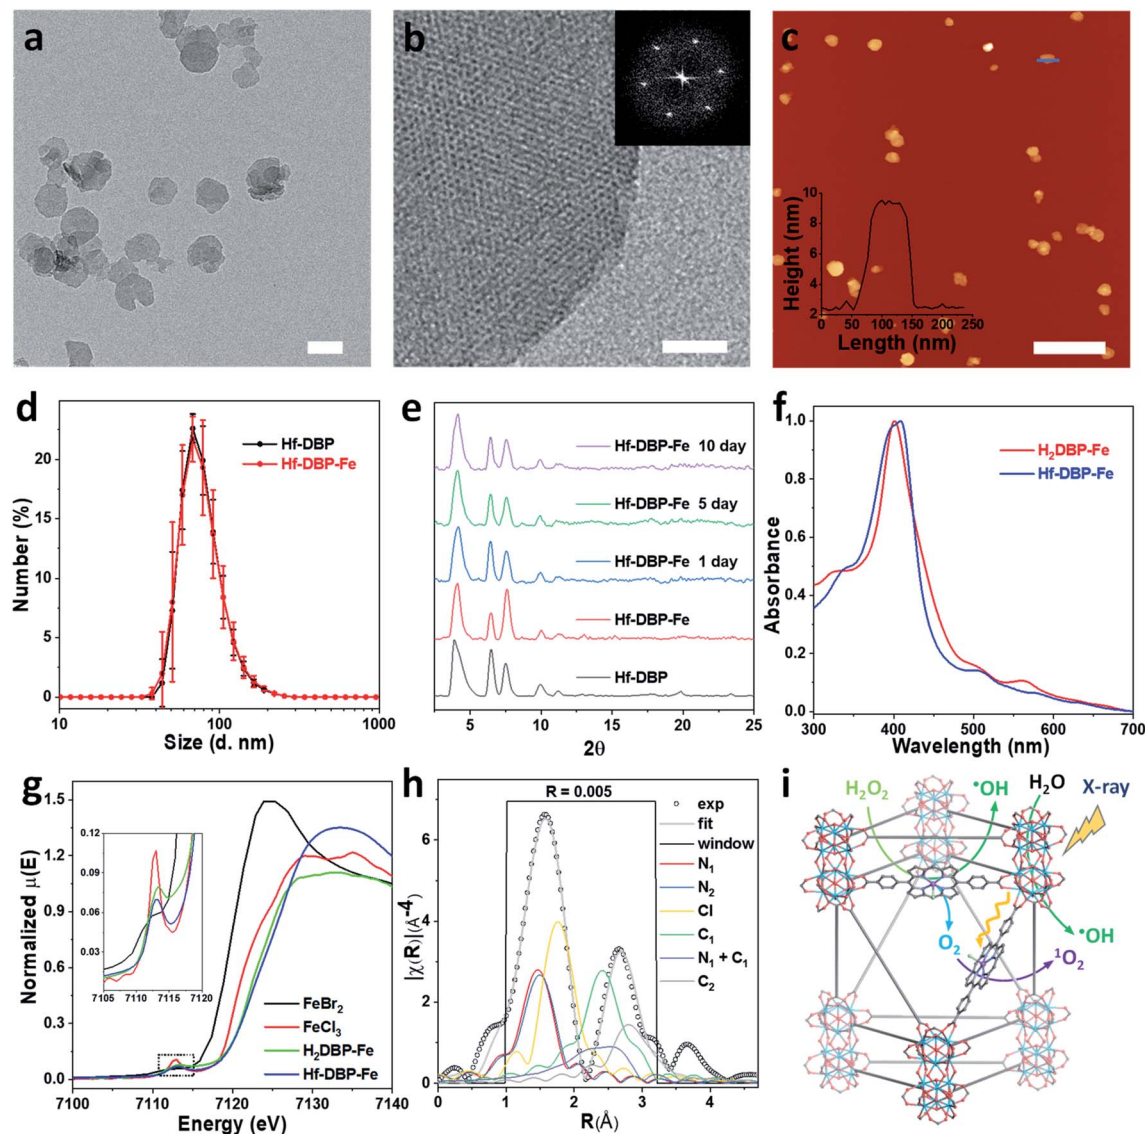 a
b
c
10
8
6
4
2
Height (nm)
0 50 100 150 200 250
Length (nm)
d
20
15
10
5
0
Number (%)
Hf-DBP
Hf-DBP-Fe
10 100 1000
Size (d. nm)
e
Hf-DBP-Fe 10 day
Hf-DBP-Fe 5 day
Hf-DBP-Fe 1 day
Hf-DBP-Fe
Hf-DBP
2.5 5 10 15 20 25
2θ
f
1.0
0.8
0.6
0.4
0.2
0.0
Absorbance
H₂DBP-Fe
Hf-DBP-Fe
300 400 500 600 700
Wavelength (nm)
g
1.5
1.2
0.9
0.6
0.3
0.0
Normalized μ(E)
0.12
0.09
0.06
0.03
7105 7110 7115 7120
FeBr₂
FeCl₃
H₂DBP-Fe
Hf-DBP-Fe
7100 7110 7120 7130 7140
Energy (eV)
h
R = 0.005
6
4
2
0
|χ(R)|(Å⁻⁴)
exp
fit
window
N₁
N₂
Cl
C₁
N₁ + C₁
C₂
0 1 2 3 4
R(Å)
i
H₂O₂
•OH
H₂O
X-ray
O₂
•OH
¹O₂